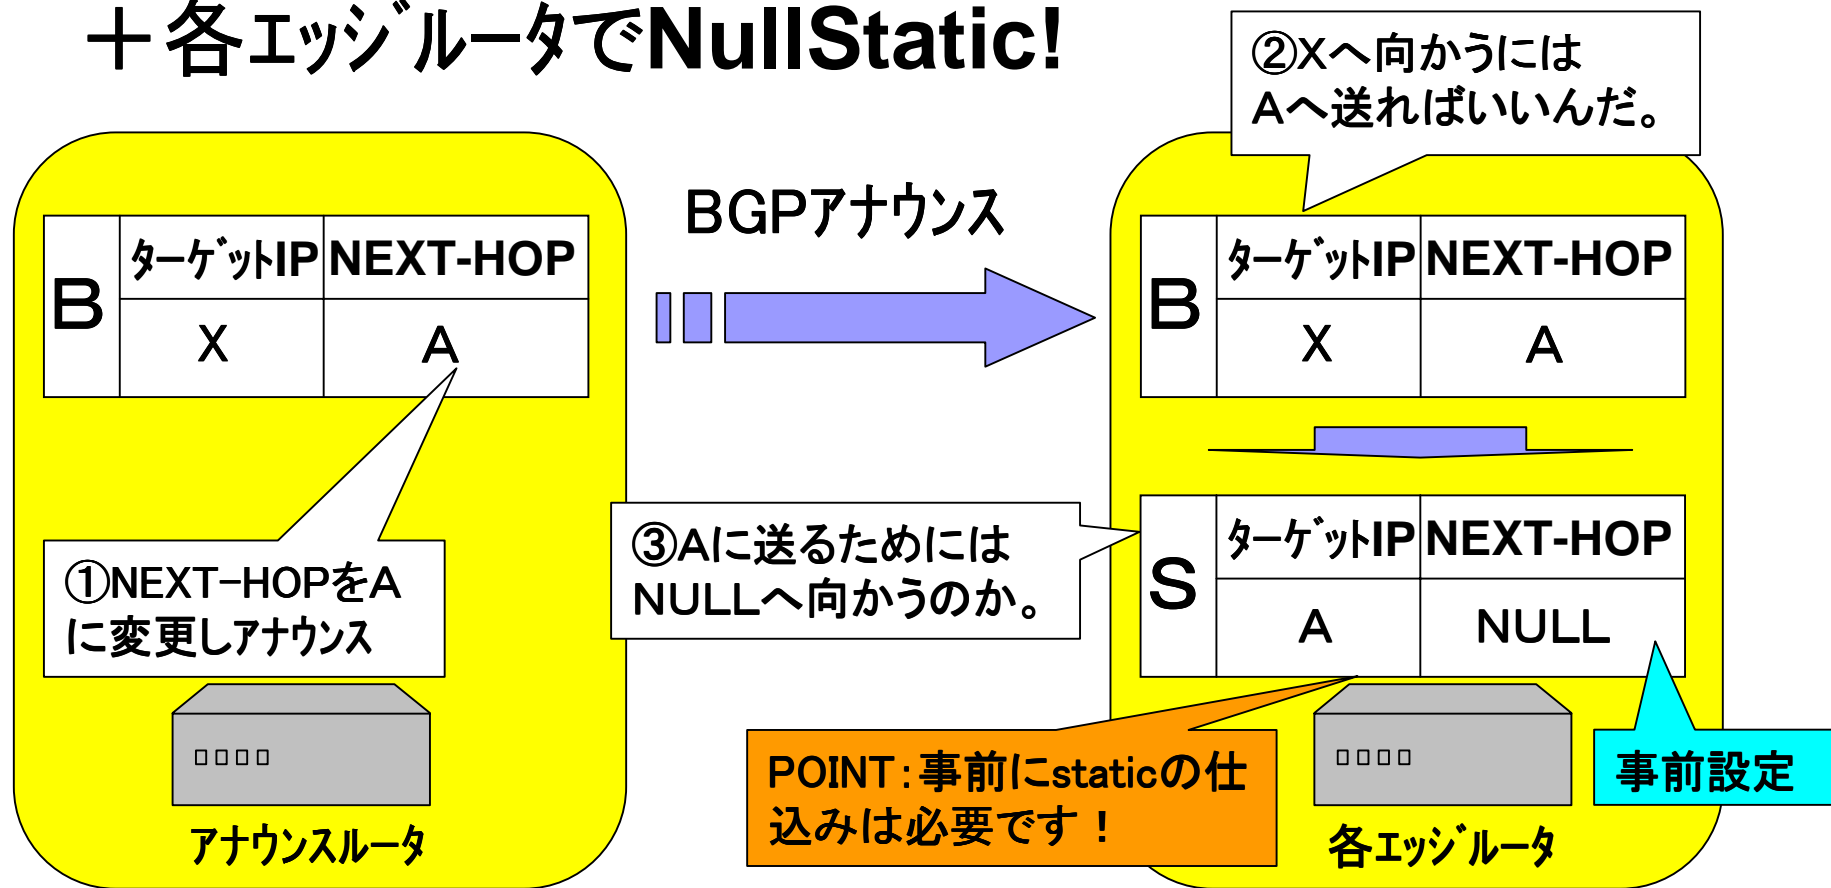 ＋各ｴｯｼﾞﾙｰﾀでNullStatic!
②Xへ向かうには
Aへ送ればいいんだ。
BGPｱﾅｳﾝｽ
B
ﾀｰｹﾞｯﾄIP NEXT-HOP
X A
①NEXT-HOPをA
に変更しｱﾅｳﾝｽ
ｱﾅｳﾝｽﾙｰﾀ
B
ﾀｰｹﾞｯﾄIP NEXT-HOP
X A
③Aに送るためには
NULLへ向かうのか。
S
ﾀｰｹﾞｯﾄIP NEXT-HOP
A NULL
POINT：事前にstaticの仕
込みは必要です！
事前設定
各ｴｯｼﾞﾙｰﾀ